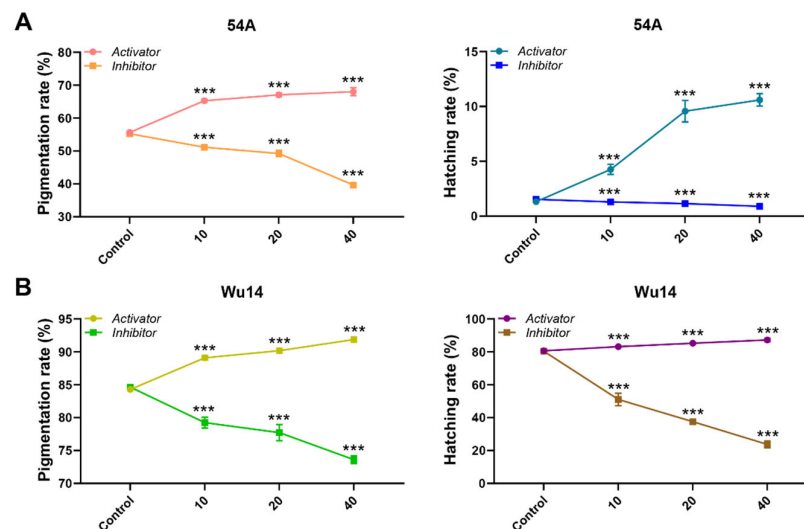 A
54A
Activator
Inhibitor
Pigmentation rate (%)
80
70
60
50
40
30
***
***
***
***
***
***
Control
10
20
40
54A
Activator
Inhibitor
Hatching rate (%)
15
10
5
0
***
***
***
***
***
***
Control
10
20
40
B
Wu14
Activator
Inhibitor
Pigmentation rate (%)
95
90
85
80
75
70
***
***
***
***
***
***
Control
10
20
40
Wu14
Activator
Inhibitor
Hatching rate (%)
100
80
60
40
20
0
***
***
***
***
***
***
Control
10
20
40